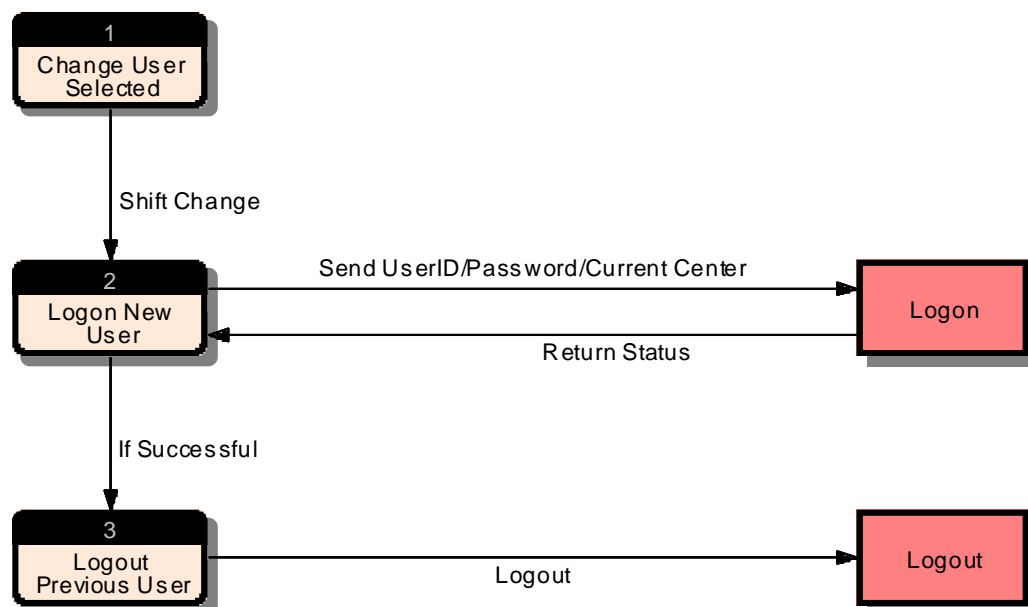 1
Change User
Selected
Shift Change
2
Logon New
User
Send UserID/Password/Current Center
Logon
Return Status
If Successful
3
Logout
Previous User
Logout
Logout